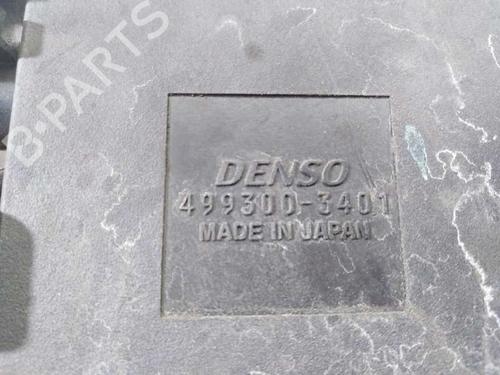 B-PARTS
DENSO
499300-3401
MADE IN JAPAN